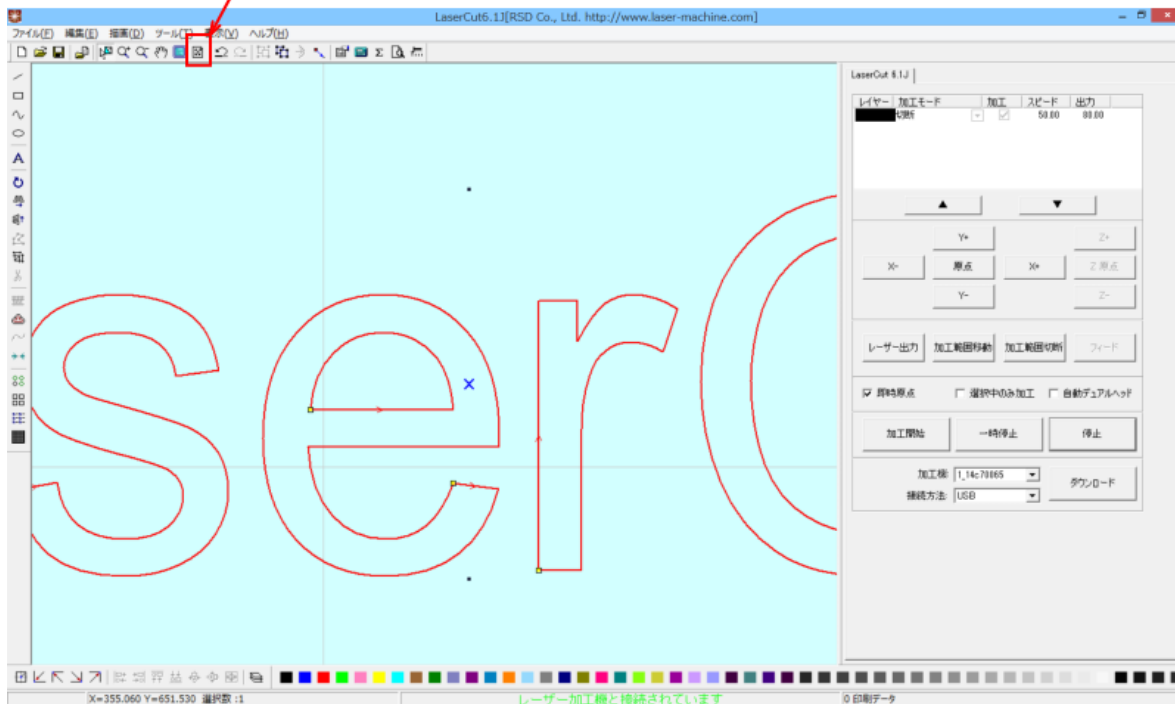 LaserCut6.1J[RSD Co., Ltd. http://www.laser-machine.com]
ファイル(F) 編集(E) 描画(D) ツール(T) 表示(V) ヘルプ(H)
LaserCut 6.1J
レイヤー 加工モード 加工 スピード 出力
切断 50.00 80.00
Y+ Z+
X- 原点 X+ Z 原点
Y- Z-
レーザー出力 加工範囲移動 加工範囲切断 フィード
即時原点 選択中のみ加工 自動デュアルヘッド
加工開始 一時停止 停止
加工機: 1_14c70865
ダウンロード
接続方法: USB
ser
X=355.060 Y=651.530 選択数 :1 レーザー加工機と接続されています 0 印刷データ